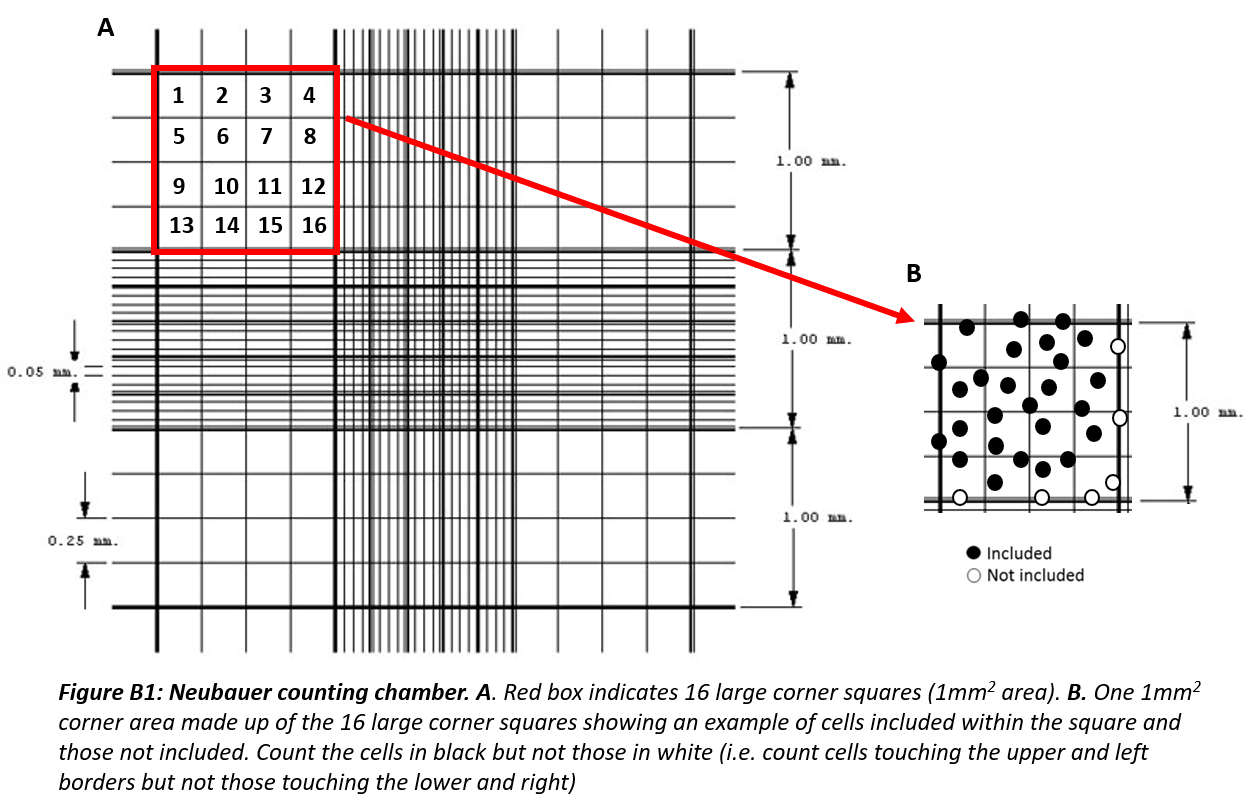 A
1 2 3 4
5 6 7 8
9 10 11 12
13 14 15 16
1.00 mm.
1.00 mm.
0.05 mm.
1.00 mm.
0.25 mm.
B
1.00 mm.
Included
Not included
Figure B1: Neubauer counting chamber. A. Red box indicates 16 large corner squares (1mm² area). B. One 1mm²
corner area made up of the 16 large corner squares showing an example of cells included within the square and
those not included. Count the cells in black but not those in white (i.e. count cells touching the upper and left
borders but not those touching the lower and right)